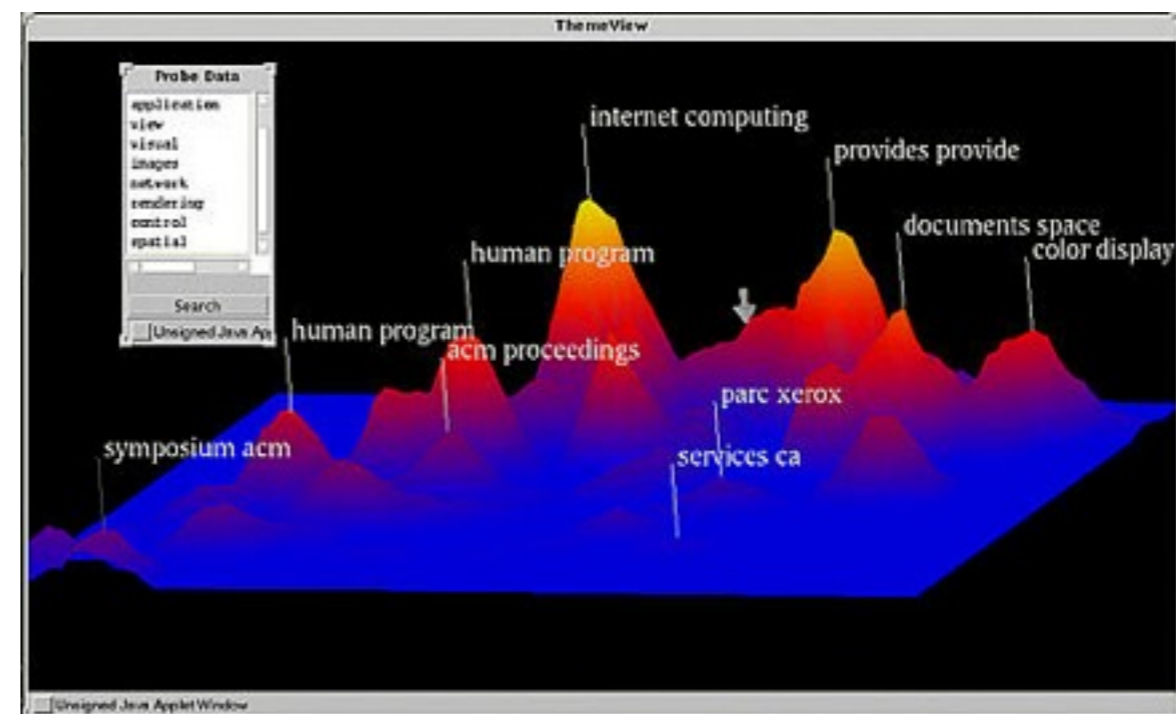 ThemeView
Probe Data
application
view
visual
images
network
rendering
control
spatial
Search
Unsigned Java Ap
internet computing
provides provide
documents space
color display
human program
human program
acm proceedings
parc xerox
symposium acm
services ca
Unsigned Java Applet Window